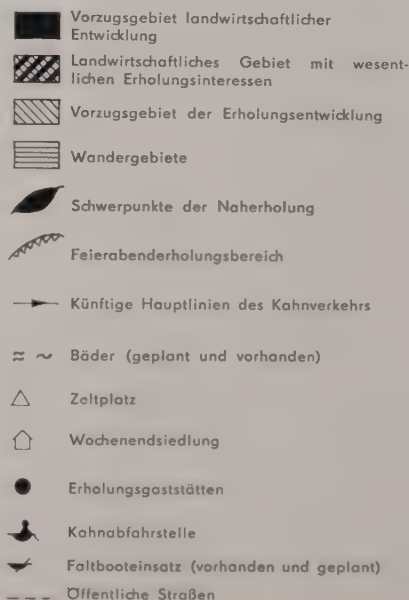 Vorzugsgebiet landwirtschaftlicher
Entwicklung
Landwirtschaftliches Gebiet mit wesent-
lichen Erholungsinteressen
Vorzugsgebiet der Erholungsentwicklung
Wandergebiete
Schwerpunkte der Naherholung
Feierabenderholungsbereich
Künftige Hauptlinien des Kahnverkehrs
Bäder (geplant und vorhanden)
Zeltplatz
Wochenendsiedlung
Erholungsgaststätten
Kahnabfahrstelle
Faltbooteinsatz (vorhanden und geplant)
Öffentliche Straßen